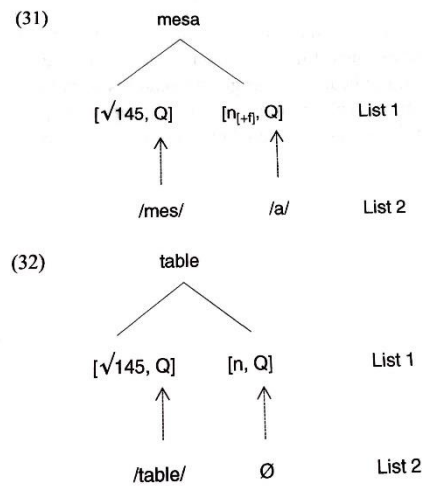 (31) mesa
[√145, Q] [n[+f], Q] List 1
/mes/ /a/ List 2
(32) table
[√145, Q] [n, Q] List 1
/table/ Ø List 2